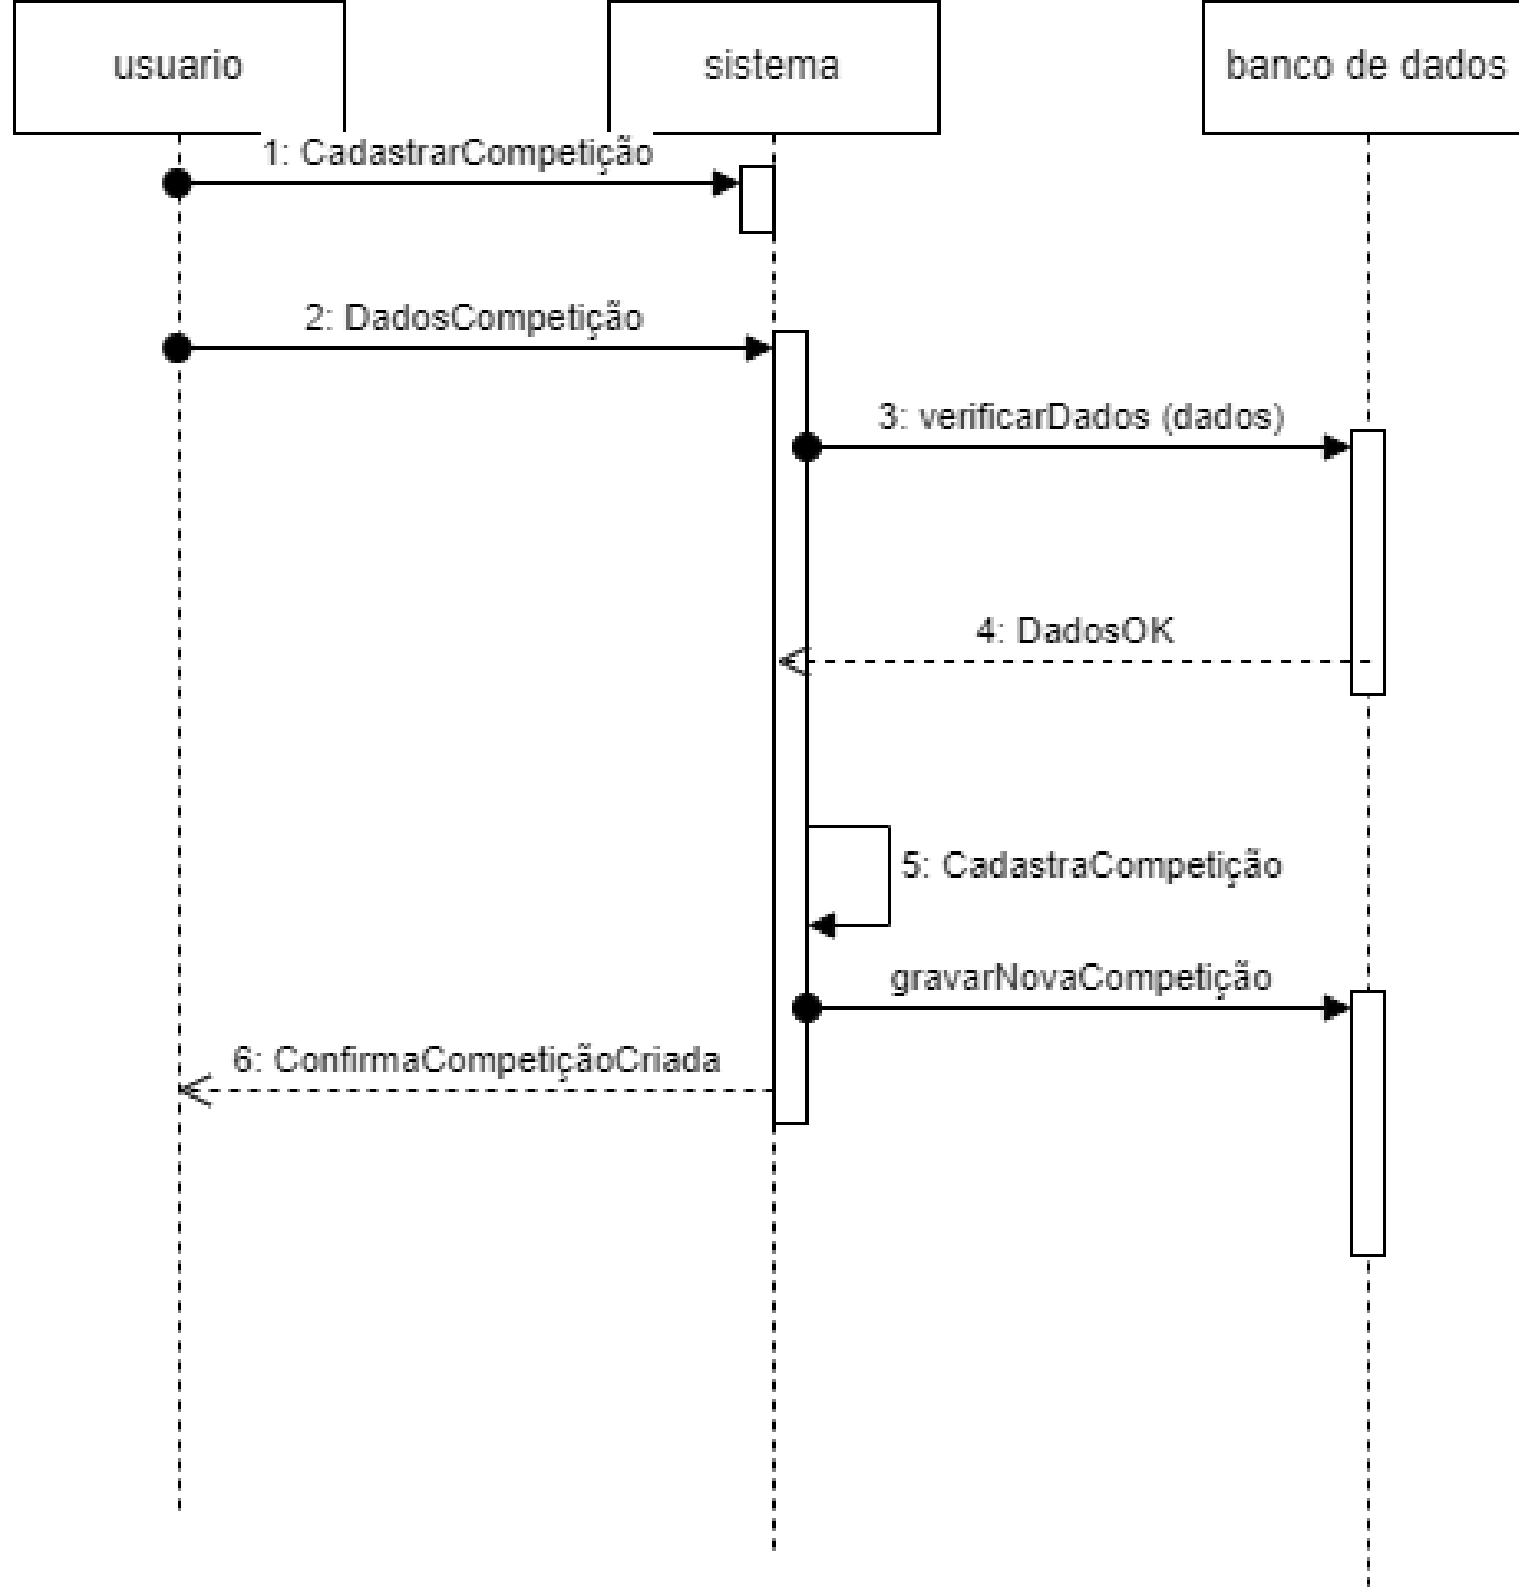 usuario
sistema
banco de dados
1: CadastrarCompetição
2: DadosCompetição
3: verificarDados (dados)
4: DadosOK
5: CadastraCompetição
gravarNovaCompetição
6: ConfirmaCompetiçãoCriada